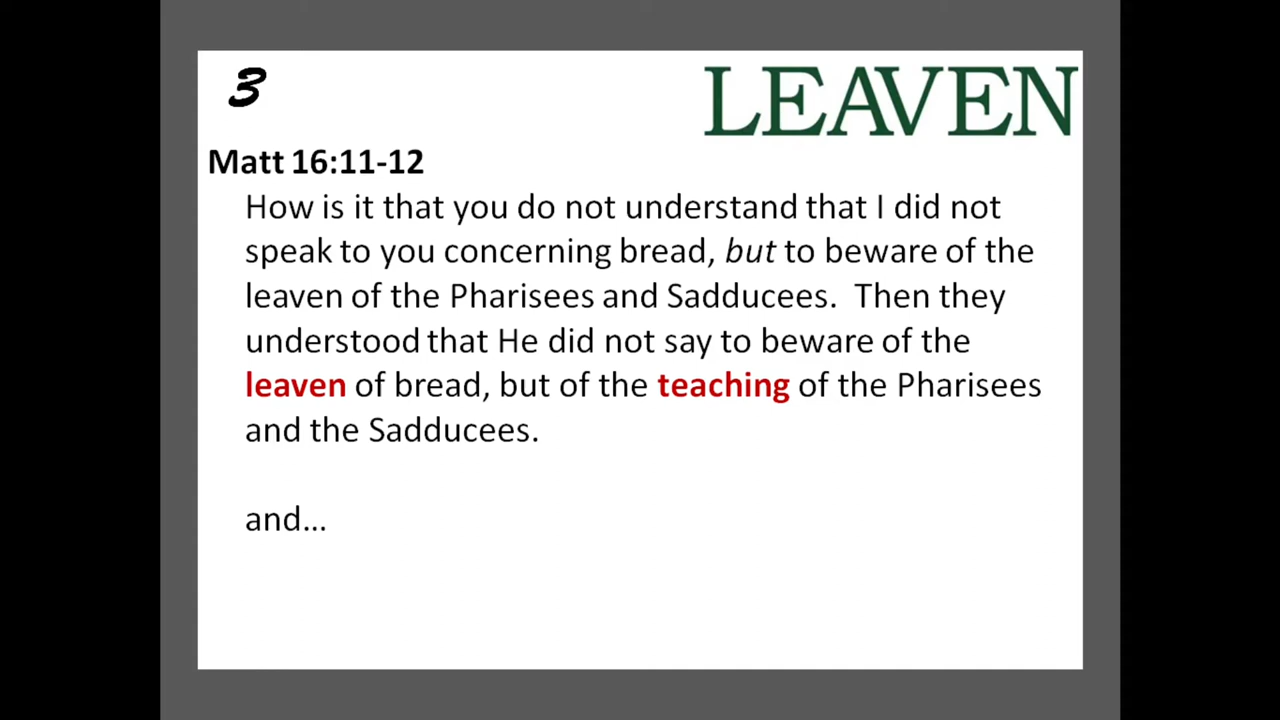 3
LEAVEN
Matt 16:11-12
How is it that you do not understand that I did not
speak to you concerning bread, but to beware of the
leaven of the Pharisees and Sadducees.  Then they
understood that He did not say to beware of the
leaven of bread, but of the teaching of the Pharisees
and the Sadducees.
and...